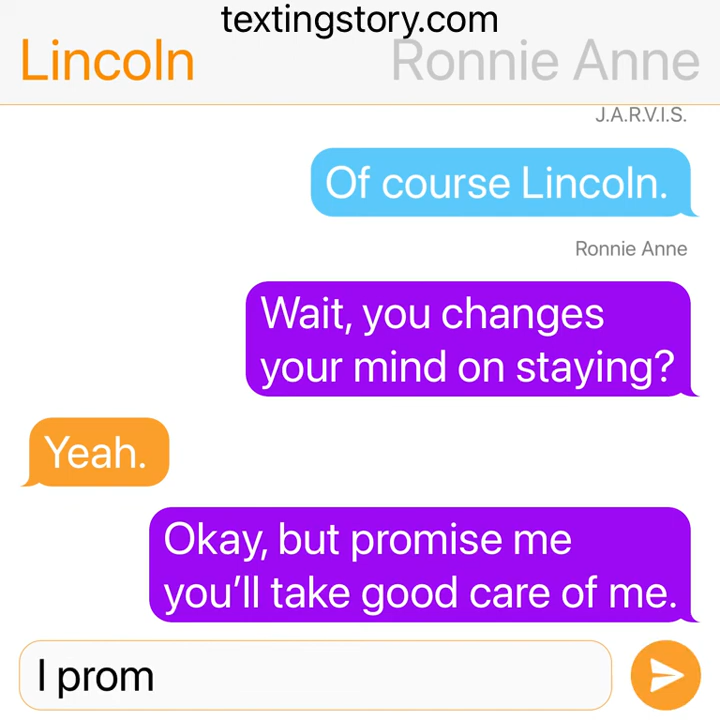 textingstory.com
Lincoln
Ronnie Anne
J.A.R.V.I.S.
Of course Lincoln.
Ronnie Anne
Wait, you changes
your mind on staying?
Yeah.
Okay, but promise me
you’ll take good care of me.
I prom